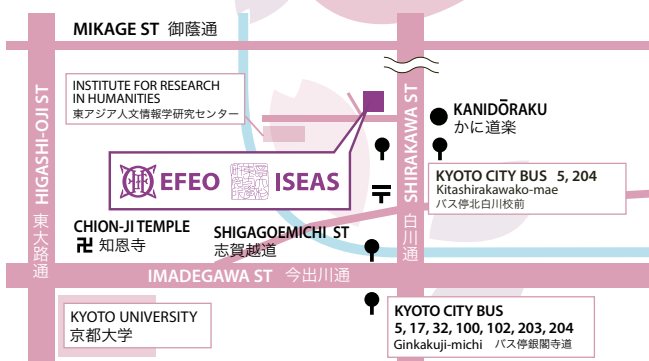 MIKAGE ST 御蔭通
HIGASHI-OJI ST
東大路通
INSTITUTE FOR RESEARCH
IN HUMANITIES
東アジア人文情報学研究センター
SHIRAKAWA ST
白川通
KANIDŌRAKU
かに道楽
EFEO ISEAS
〒
KYOTO CITY BUS 5, 204
Kitashirakawako-mae
バス停北白川校前
CHION-JI TEMPLE
卍 知恩寺
SHIGAGOEMICHI ST
志賀越道
IMADEGAWA ST 今出川通
KYOTO UNIVERSITY
京都大学
KYOTO CITY BUS
5, 17, 32, 100, 102, 203, 204
Ginkakuji-michi バス停銀閣寺道